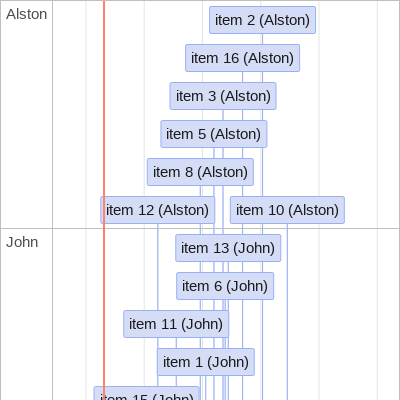 Alston
item 2 (Alston)
item 16 (Alston)
item 3 (Alston)
item 5 (Alston)
item 8 (Alston)
item 12 (Alston) item 10 (Alston)
John
item 13 (John)
item 6 (John)
item 11 (John)
item 1 (John)
item 15 (John)